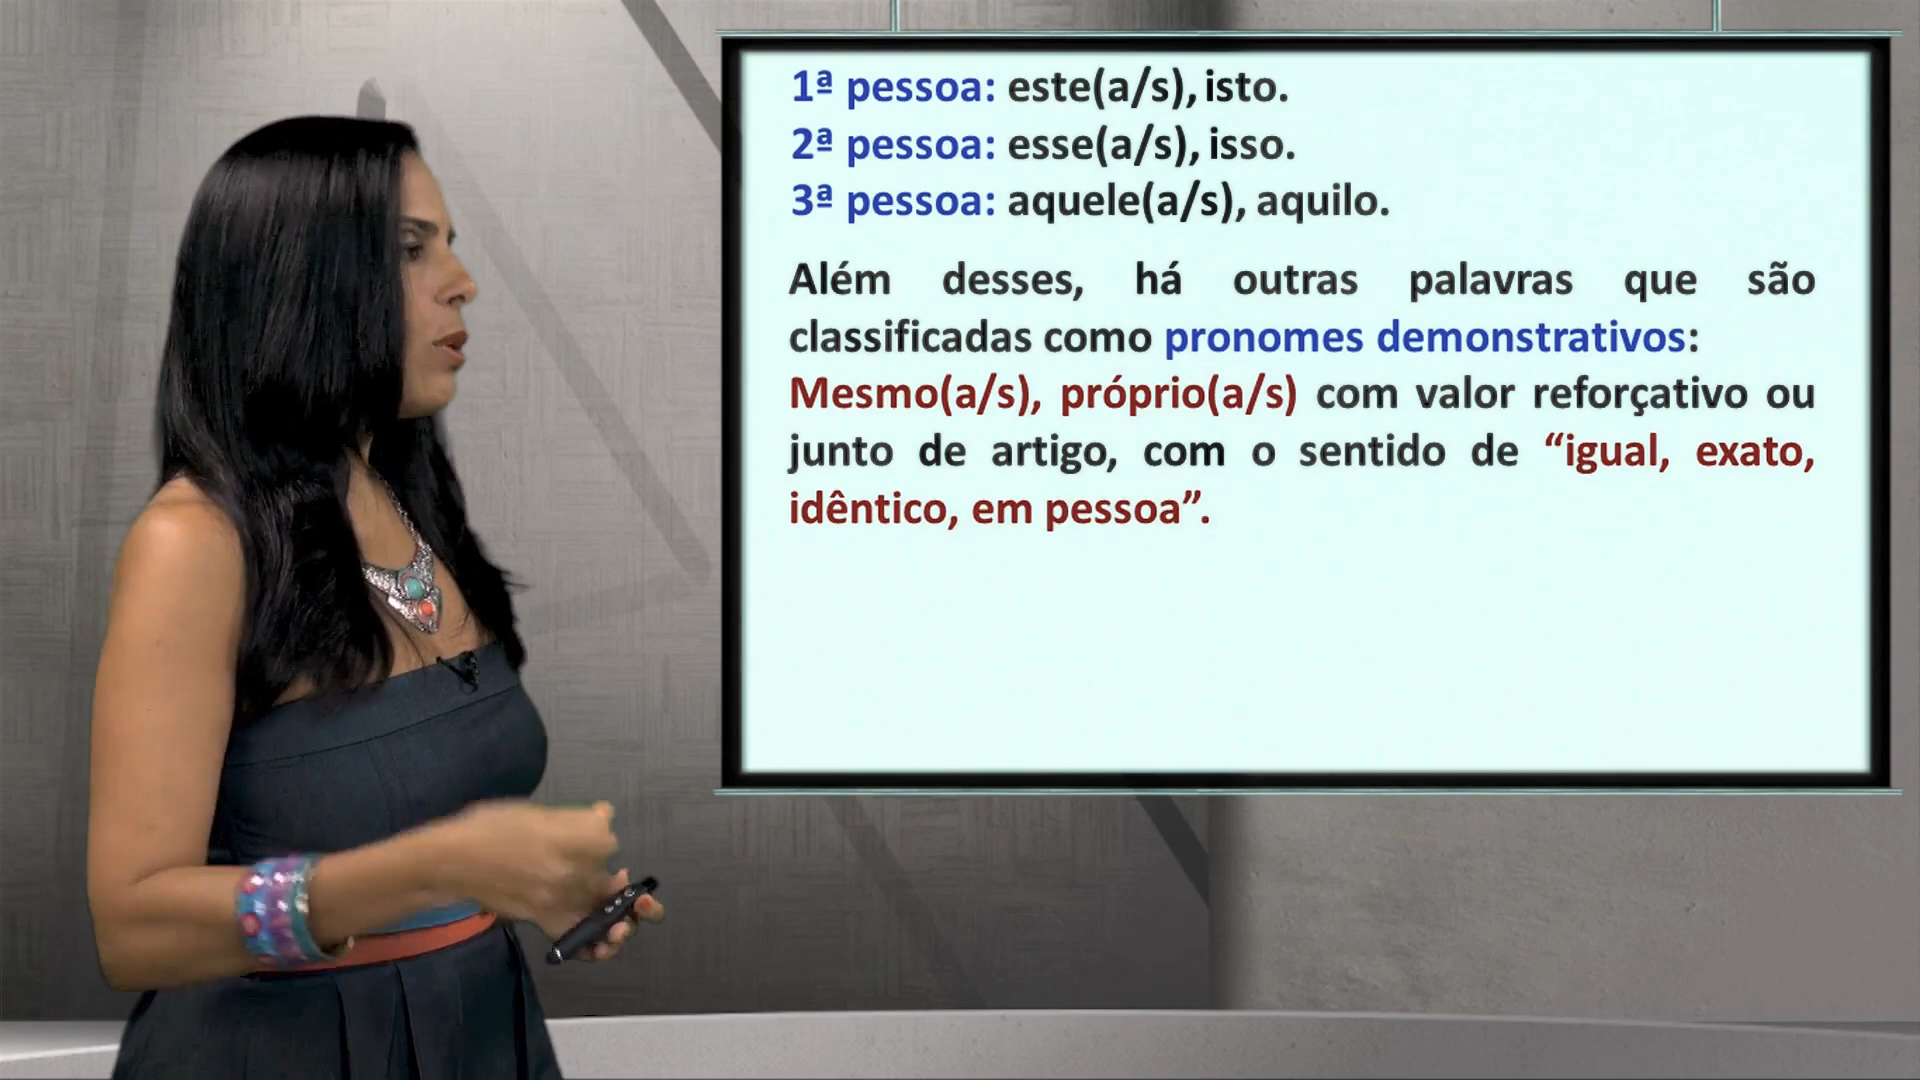 1ª pessoa: este(a/s), isto.
2ª pessoa: esse(a/s), isso.
3ª pessoa: aquele(a/s), aquilo.
Além desses, há outras palavras que são
classificadas como pronomes demonstrativos:
Mesmo(a/s), próprio(a/s) com valor reforçativo ou
junto de artigo, com o sentido de “igual, exato,
idêntico, em pessoa”.